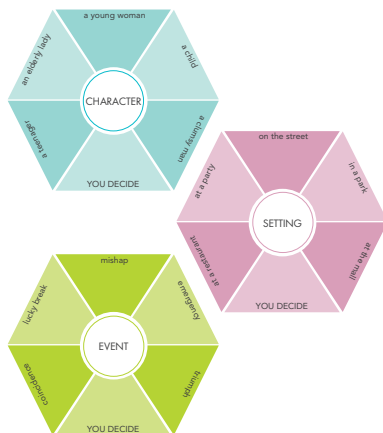 a young woman
an elderly lady
a child
CHARACTER
a teenager
a clumsy man
YOU DECIDE
on the street
at a party
in a park
SETTING
at a restaurant
at the mall
YOU DECIDE
mishap
lucky break
emergency
EVENT
coincidence
triumph
YOU DECIDE